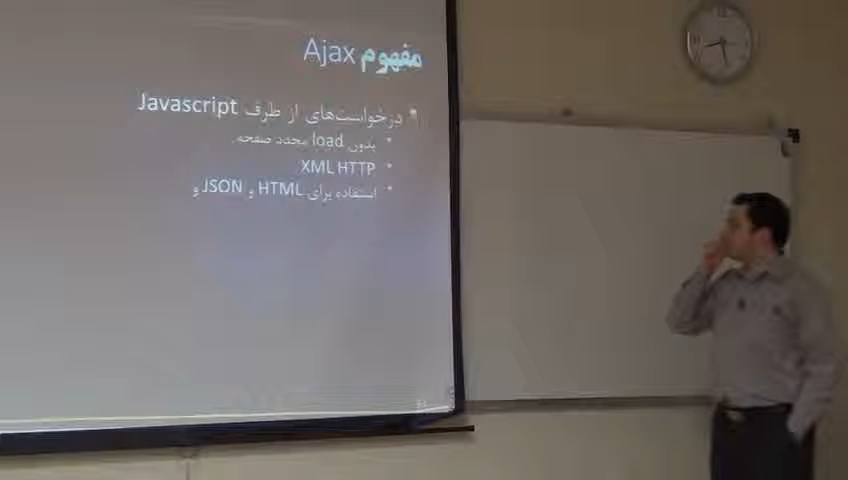 مفهوم Ajax
درخواست‌های از طرف Javascript
بدون load مجدد صفحه
XML HTTP
استفاده برای HTML و JSON و